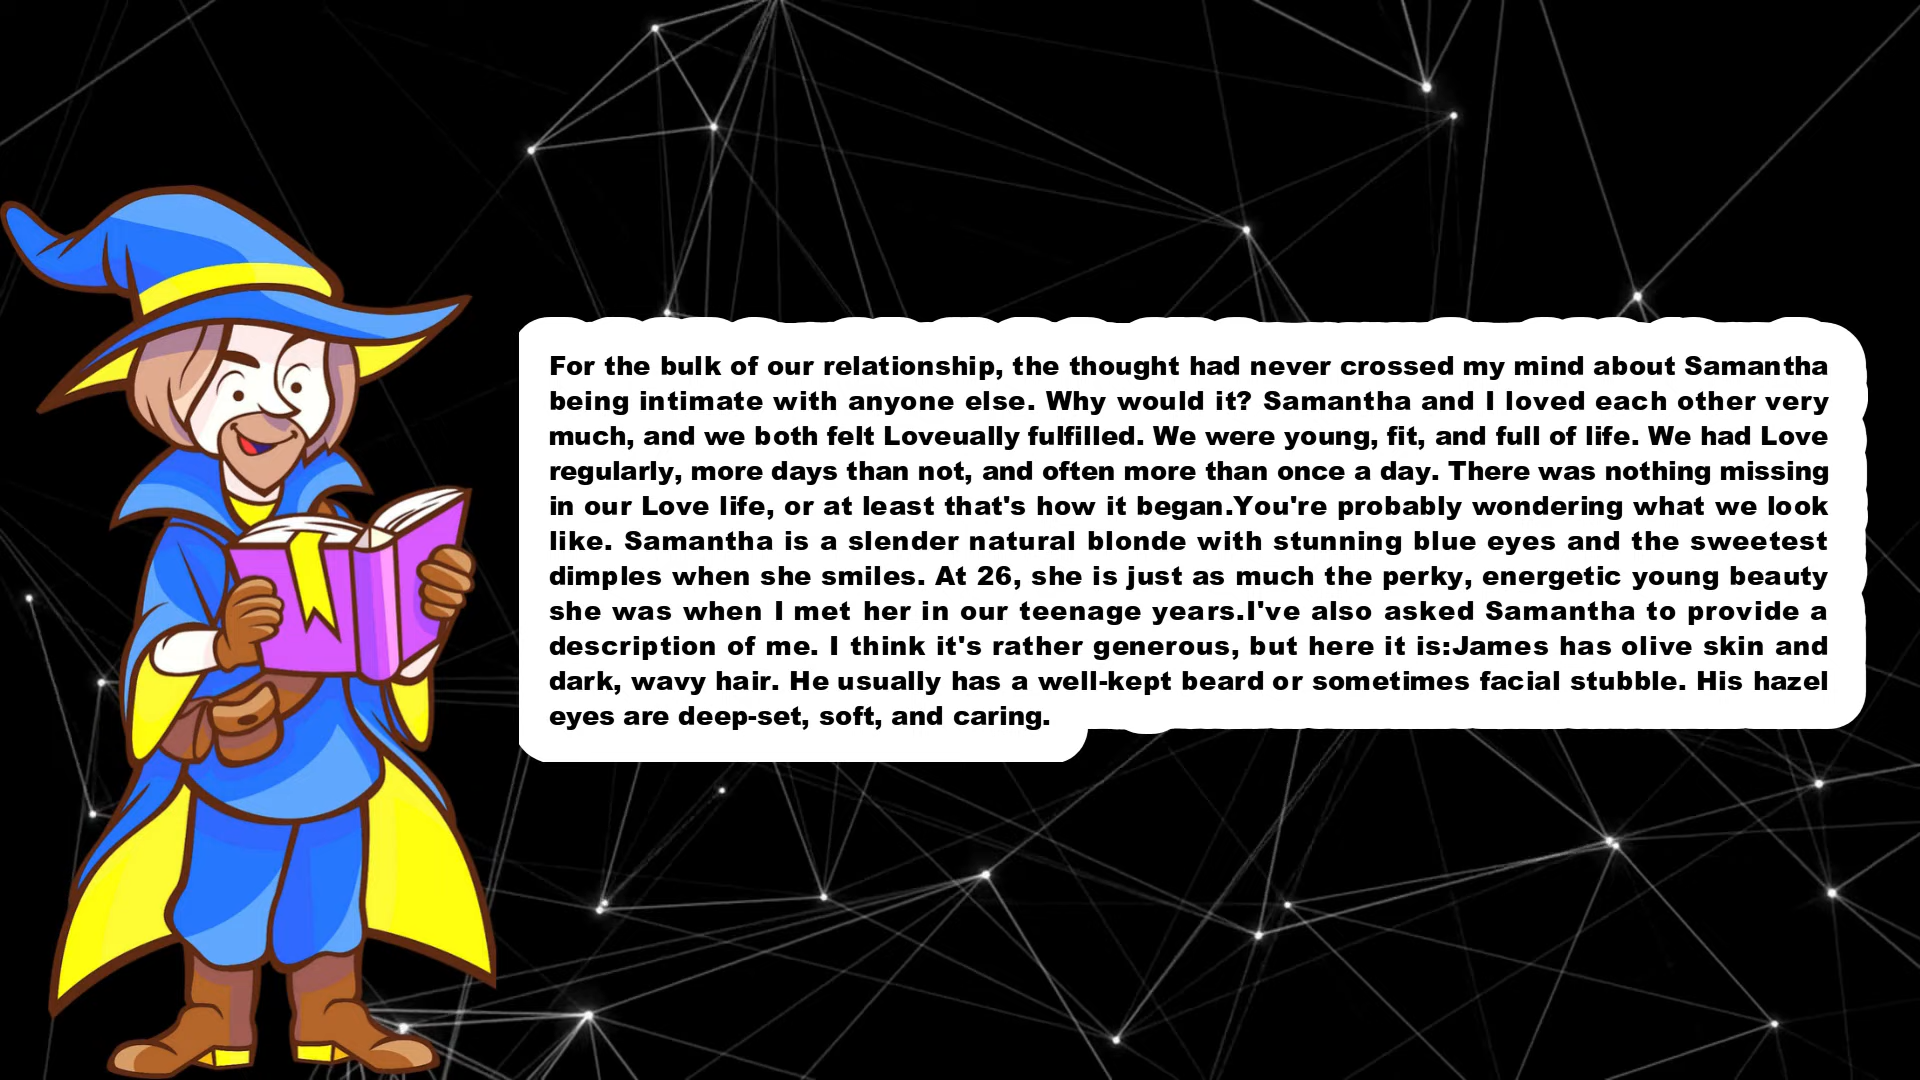 For the bulk of our relationship, the thought had never crossed my mind about Samantha
being intimate with anyone else. Why would it? Samantha and I loved each other very
much, and we both felt Loveually fulfilled. We were young, fit, and full of life. We had Love
regularly, more days than not, and often more than once a day. There was nothing missing
in our Love life, or at least that's how it began.You're probably wondering what we look
like. Samantha is a slender natural blonde with stunning blue eyes and the sweetest
dimples when she smiles. At 26, she is just as much the perky, energetic young beauty
she was when I met her in our teenage years.I've also asked Samantha to provide a
description of me. I think it's rather generous, but here it is:James has olive skin and
dark, wavy hair. He usually has a well-kept beard or sometimes facial stubble. His hazel
eyes are deep-set, soft, and caring.